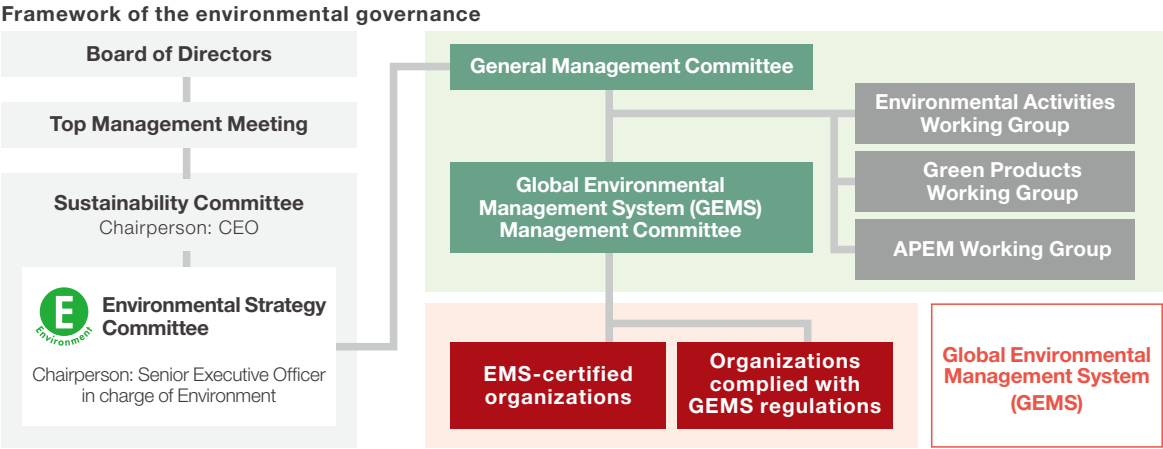 Framework of the environmental governance
Board of Directors
Top Management Meeting
Sustainability Committee
Chairperson: CEO
E
Environment
Environmental Strategy
Committee
Chairperson: Senior Executive Officer
in charge of Environment
General Management Committee
Environmental Activities
Working Group
Green Products
Working Group
APEM Working Group
Global Environmental
Management System (GEMS)
Management Committee
EMS-certified
organizations
Organizations
complied with
GEMS regulations
Global Environmental
Management System
(GEMS)